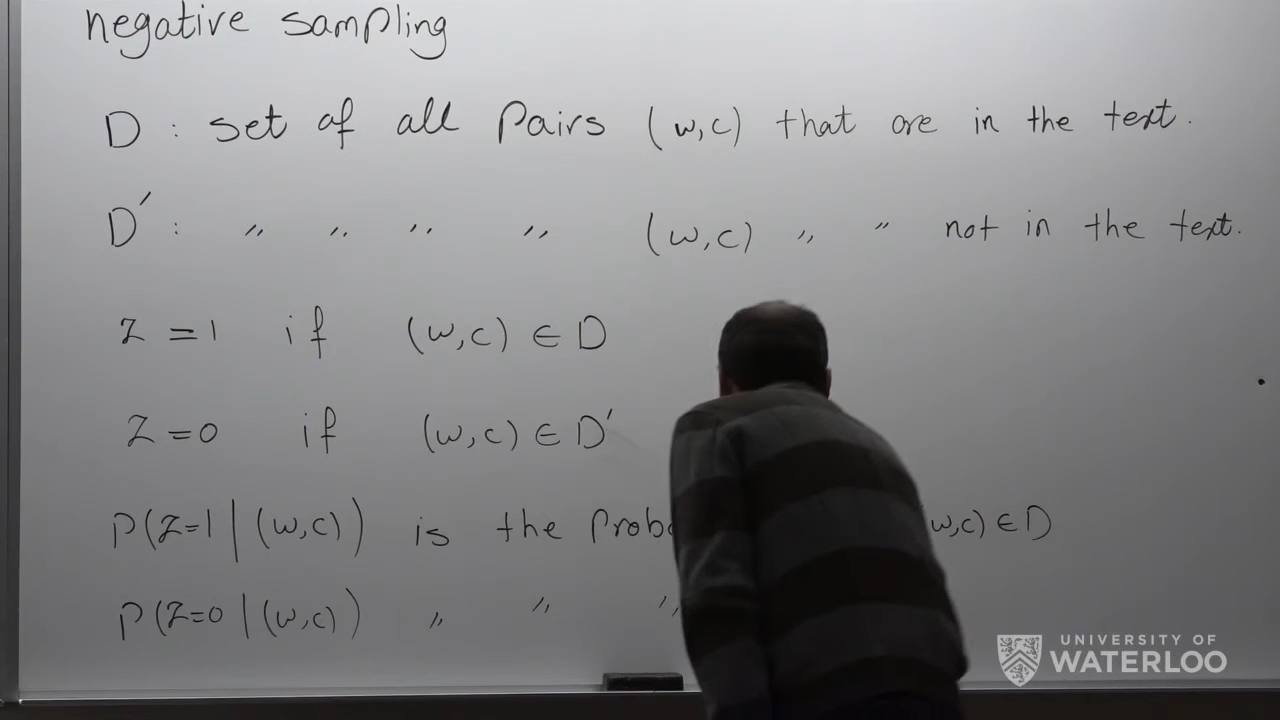 negative sampling
D : set of all Pairs (w,c) that are in the text.
D′ : 〃 〃 〃 〃 (w,c) 〃 〃 not in the text.
Z = 1 if (w,c) ∈ D
Z = 0 if (w,c) ∈ D′
P(Z=1 | (w,c)) is the w,c) ∈ D
P(Z=0 | (w,c)) 〃 〃 〃
UNIVERSITY OF
WATERLOO